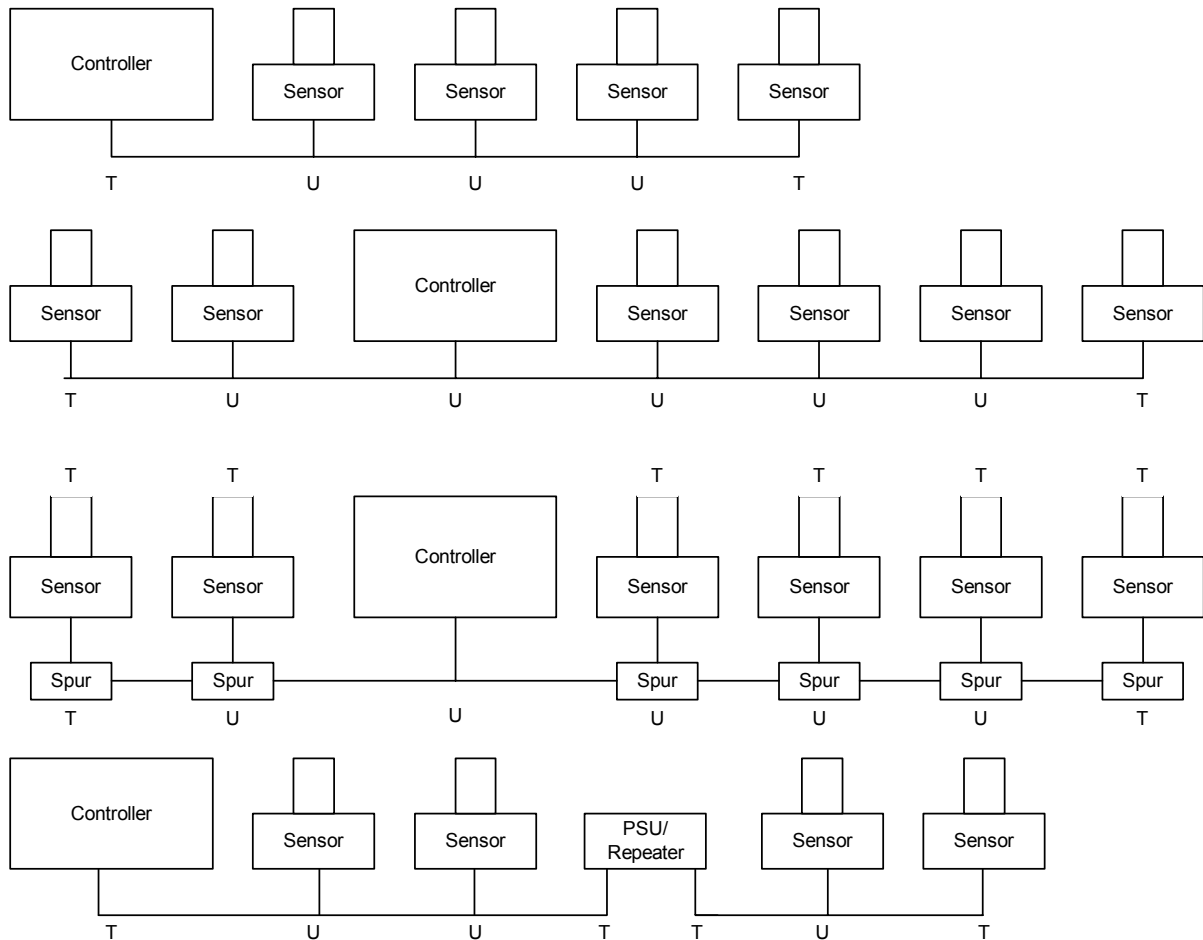 Controller
Sensor Sensor Sensor Sensor
T U U U T
Sensor Sensor Controller Sensor Sensor Sensor Sensor
T U U U U U T
T T T T T T
Sensor Sensor Controller Sensor Sensor Sensor Sensor
Spur Spur Spur Spur Spur Spur
T U U U U U T
Controller
Sensor Sensor PSU/ Sensor Sensor
Repeater
T U U T T U T